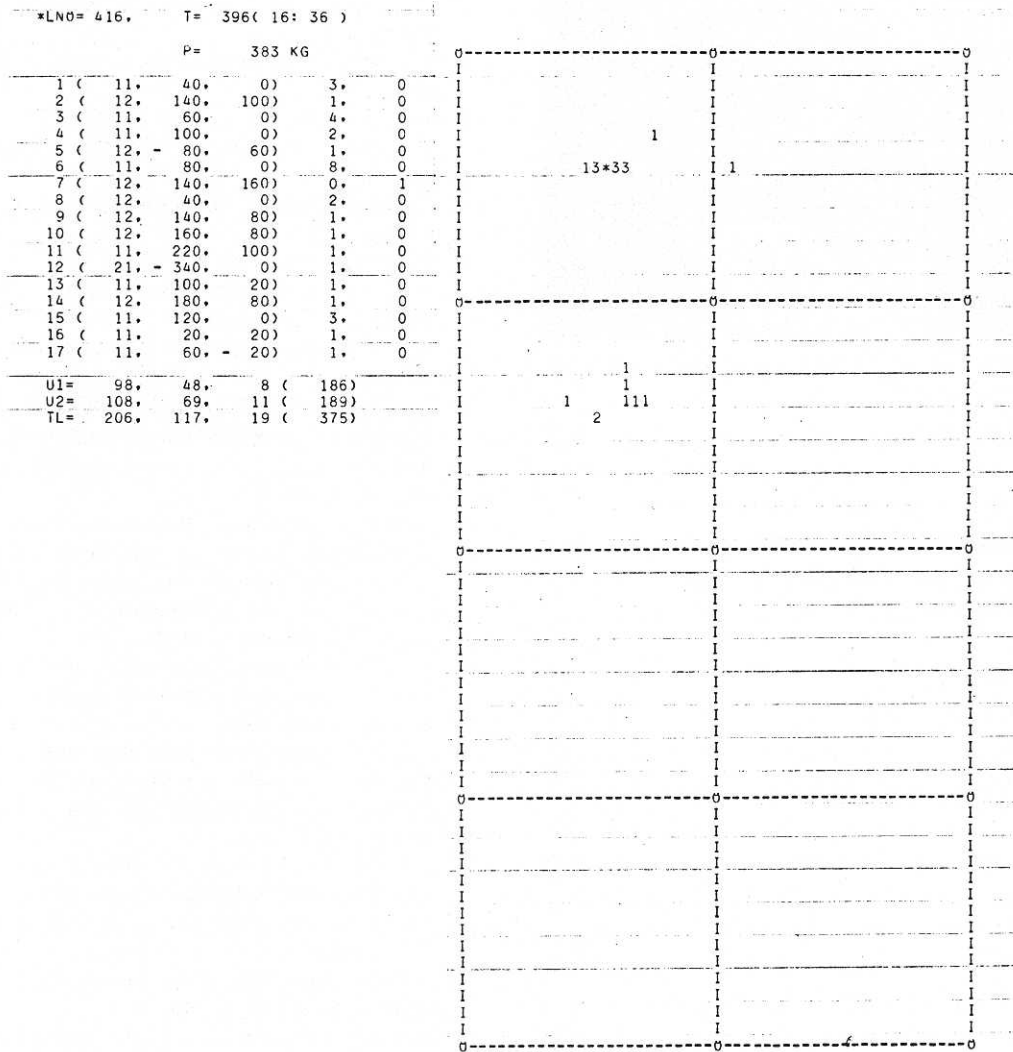 *LNO= 416, T= 396( 16: 36 )
P= 383 KG
1 ( 11, 40, 0) 3, 0
2 ( 12, 140, 100) 1, 0
3 ( 11, 60, 0) 4, 0
4 ( 11, 100, 0) 2, 0
5 ( 12, - 80, 60) 1, 0
6 ( 11, 80, 0) 8, 0
7 ( 12, 140, 160) 0, 1
8 ( 12, 40, 0) 2, 0
9 ( 12, 140, 80) 1, 0
10 ( 12, 160, 80) 1, 0
11 ( 11, 220, 100) 1, 0
12 ( 21, - 340, 0) 1, 0
13 ( 11, 100, 20) 1, 0
14 ( 12, 180, 80) 1, 0
15 ( 11, 120, 0) 3, 0
16 ( 11, 20, 20) 1, 0
17 ( 11, 60, - 20) 1, 0
U1= 98, 48, 8 ( 186)
U2= 108, 69, 11 ( 189)
TL= 206, 117, 19 ( 375)
1
13*33 1
1
1
1 111
2